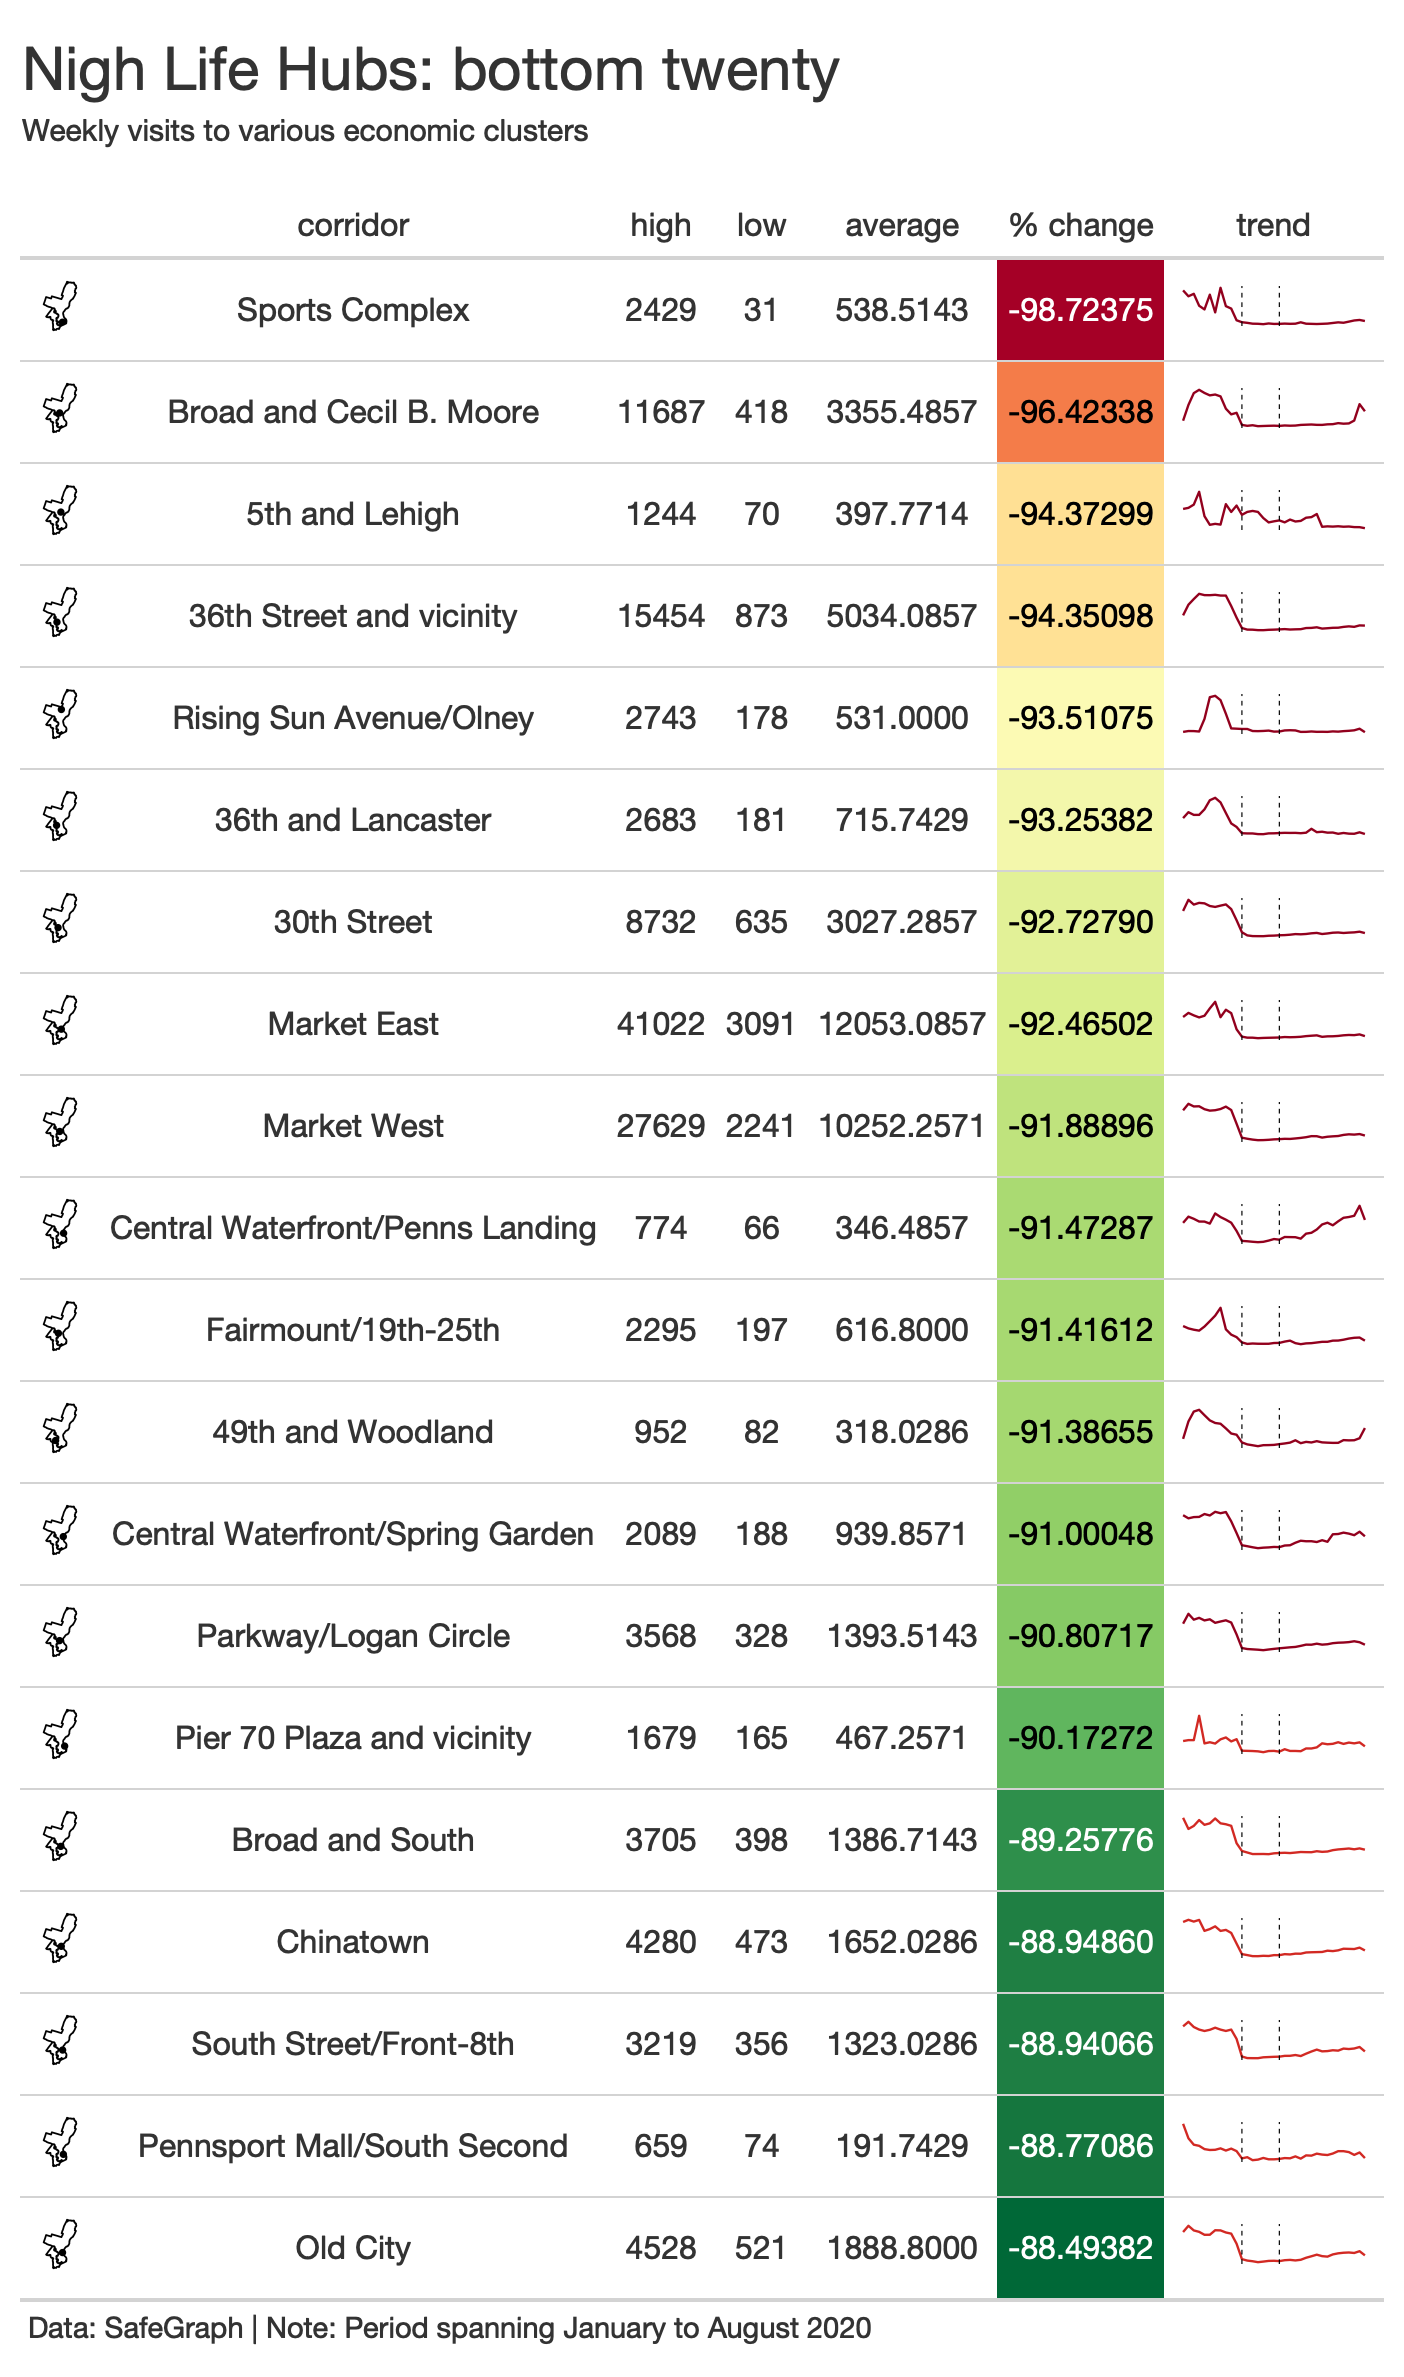 Nigh Life Hubs: bottom twenty
Weekly visits to various economic clusters
corridor high low average % change trend
Sports Complex 2429 31 538.5143 -98.72375
Broad and Cecil B. Moore 11687 418 3355.4857 -96.42338
5th and Lehigh 1244 70 397.7714 -94.37299
36th Street and vicinity 15454 873 5034.0857 -94.35098
Rising Sun Avenue/Olney 2743 178 531.0000 -93.51075
36th and Lancaster 2683 181 715.7429 -93.25382
30th Street 8732 635 3027.2857 -92.72790
Market East 41022 3091 12053.0857 -92.46502
Market West 27629 2241 10252.2571 -91.88896
Central Waterfront/Penns Landing 774 66 346.4857 -91.47287
Fairmount/19th-25th 2295 197 616.8000 -91.41612
49th and Woodland 952 82 318.0286 -91.38655
Central Waterfront/Spring Garden 2089 188 939.8571 -91.00048
Parkway/Logan Circle 3568 328 1393.5143 -90.80717
Pier 70 Plaza and vicinity 1679 165 467.2571 -90.17272
Broad and South 3705 398 1386.7143 -89.25776
Chinatown 4280 473 1652.0286 -88.94860
South Street/Front-8th 3219 356 1323.0286 -88.94066
Pennsport Mall/South Second 659 74 191.7429 -88.77086
Old City 4528 521 1888.8000 -88.49382
Data: SafeGraph | Note: Period spanning January to August 2020